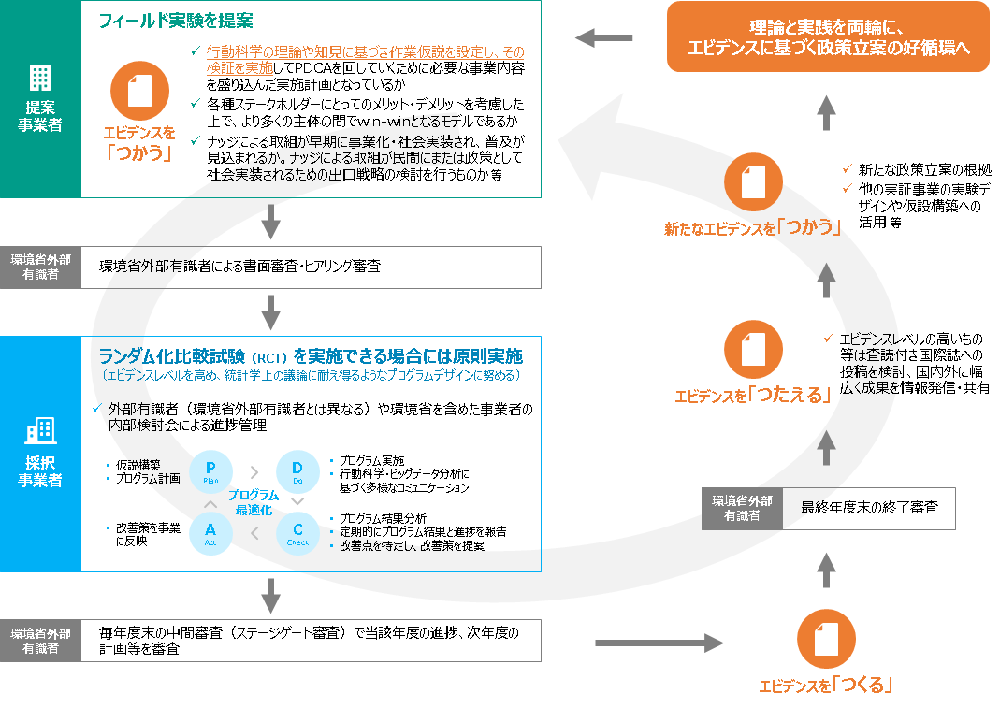 提案
事業者
フィールド実験を提案
エビデンスを
「つかう」
✓ 行動科学の理論や知見に基づき作業仮説を設定し、その
検証を実施してPDCAを回していくために必要な事業内容
を盛り込んだ実施計画となっているか
✓ 各種ステークホルダーにとってのメリット・デメリットを考慮した
上で、より多くの主体の間でwin-winとなるモデルであるか
✓ ナッジによる取組が早期に事業化・社会実装され、普及が
見込まれるか。ナッジによる取組が民間にまたは政策として
社会実装されるための出口戦略の検討を行うものか 等
環境省外部
有識者
環境省外部有識者による書面審査・ヒアリング審査
採択
事業者
ランダム化比較試験（RCT）を実施できる場合には原則実施
（エビデンスレベルを高め、統計学上の議論に耐え得るようなプログラムデザインに努める）
✓ 外部有識者（環境省外部有識者とは異なる）や環境省を含めた事業者の
内部検討会による進捗管理
• 仮説構築
• プログラム計画
P
Plan
D
Do
• プログラム実施
• 行動科学・ビッグデータ分析に
基づく多様なコミュニケーション
プログラム
最適化
• 改善策を事業
に反映
A
Act
C
Check
• プログラム結果分析
• 定期的にプログラム結果と進捗を報告
• 改善点を特定し、改善策を提案
環境省外部
有識者
毎年度末の中間審査（ステージゲート審査）で当該年度の進捗、次年度の
計画等を審査
エビデンスを「つくる」
環境省外部
有識者
最終年度末の終了審査
エビデンスを「つたえる」
✓ エビデンスレベルの高いもの
等は査読付き国際誌への
投稿を検討、国内外に幅
広く成果を情報発信・共有
新たなエビデンスを「つかう」
✓ 新たな政策立案の根拠
✓ 他の実証事業の実験デ
ザインや仮設構築への
活用 等
理論と実践を両輪に、
エビデンスに基づく政策立案の好循環へ